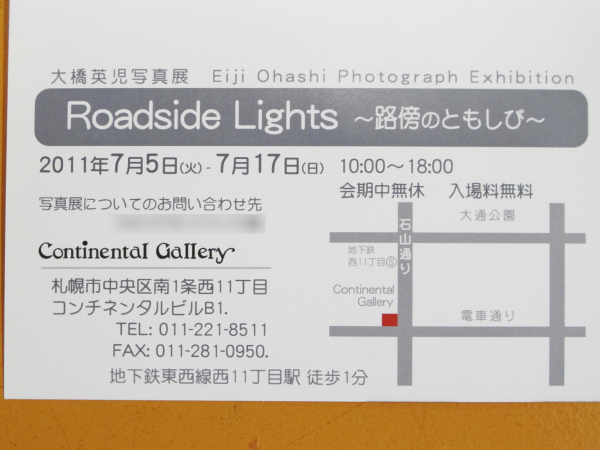 大橋英児写真展 Eiji Ohashi Photograph Exhibition
Roadside Lights ～路傍のともしび～
2011年7月5日(火) - 7月17日(日) 10:00～18:00
会期中無休 入場料無料
写真展についてのお問い合わせ先
Continental Gallery
札幌市中央区南1条西11丁目
コンチネンタルビルB1.
TEL: 011-221-8511
FAX: 011-281-0950.
地下鉄東西線西11丁目駅 徒歩1分
大通公園
石山通り
地下鉄
西11丁目Ⓢ
Continental
Gallery
電車通り